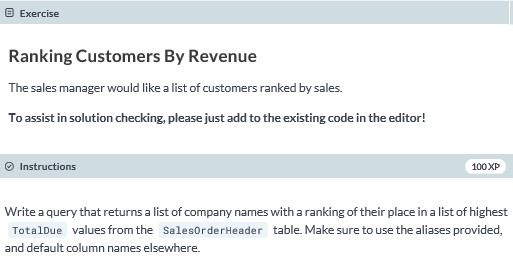 Exercise
Ranking Customers By Revenue
The sales manager would like a list of customers ranked by sales.
To assist in solution checking, please just add to the existing code in the editor!
Instructions
100 XP
Write a query that returns a list of company names with a ranking of their place in a list of highest
TotalDue values from the SalesOrderHeader table. Make sure to use the aliases provided,
and default column names elsewhere.